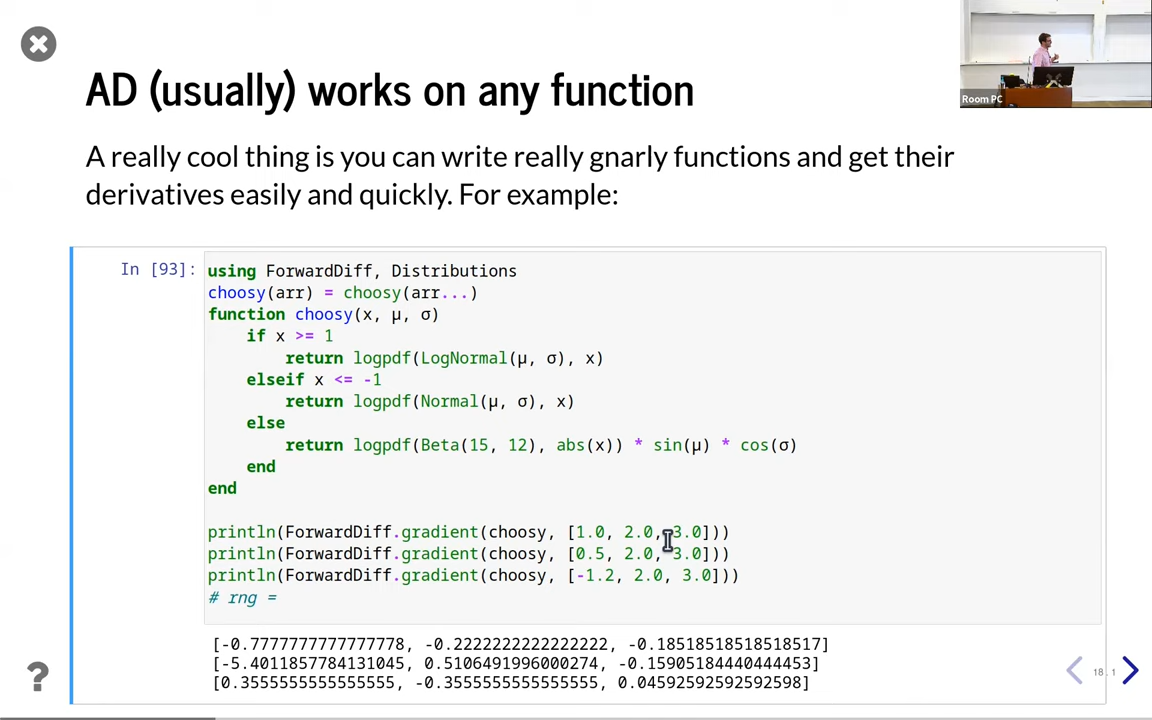 AD (usually) works on any function
Room PC
A really cool thing is you can write really gnarly functions and get their
derivatives easily and quickly. For example:
In [93]:
using ForwardDiff, Distributions
choosy(arr) = choosy(arr...)
function choosy(x, μ, σ)
    if x >= 1
        return logpdf(LogNormal(μ, σ), x)
    elseif x <= -1
        return logpdf(Normal(μ, σ), x)
    else
        return logpdf(Beta(15, 12), abs(x)) * sin(μ) * cos(σ)
    end
end
println(ForwardDiff.gradient(choosy, [1.0, 2.0, 3.0]))
println(ForwardDiff.gradient(choosy, [0.5, 2.0, 3.0]))
println(ForwardDiff.gradient(choosy, [-1.2, 2.0, 3.0]))
# rng =
[-0.7777777777777778, -0.2222222222222222, -0.18518518518518517]
[-5.4011857784131045, 0.5106491996000274, -0.15905184440444453]
[0.3555555555555555, -0.3555555555555555, 0.04592592592592598]
?
18.1